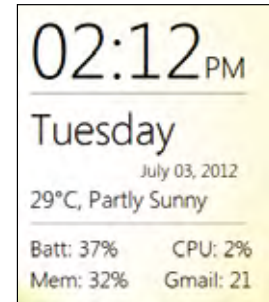 02:12PM
Tuesday
July 03, 2012
29°C, Partly Sunny
Batt: 37% CPU: 2%
Mem: 32% Gmail: 21